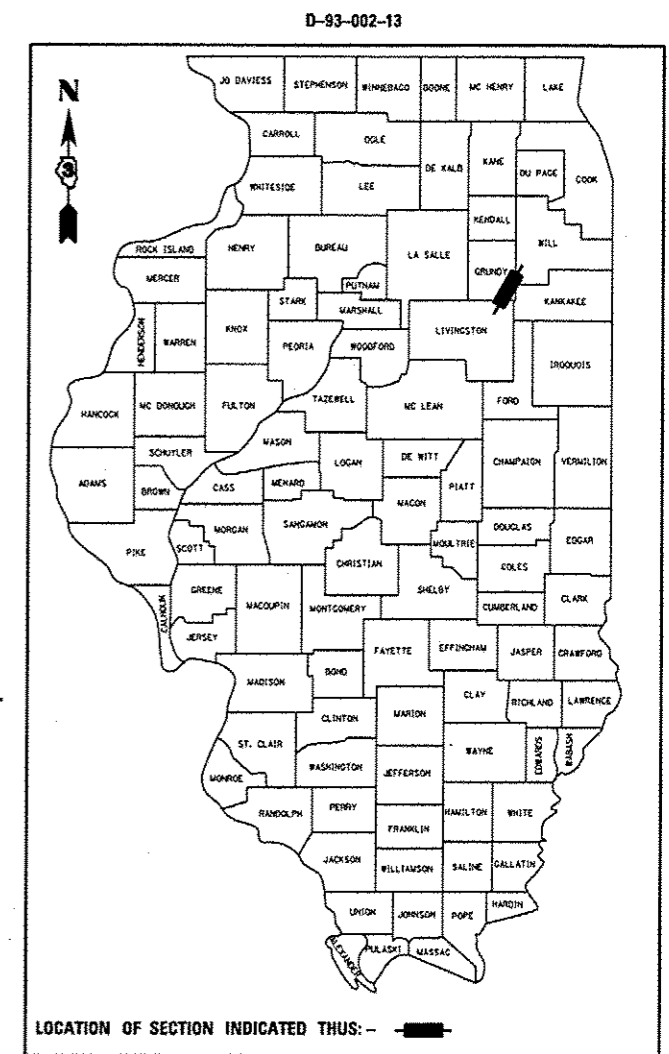 D-93-002-13
N
3
JO DAVIESS STEPHENSON WINNEBAGO BOONE MC HENRY LAKE
CARROLL OGLE DE KALB KANE DU PAGE COOK
WHITESIDE LEE KENDALL WILL
ROCK ISLAND HENRY BUREAU LA SALLE GRUNDY
MERCER STARK PUTNAM MARSHALL KANKAKEE
HENDERSON WARREN KNOX PEORIA WOODFORD LIVINGSTON IROQUOIS
HANCOCK MC DONOUGH FULTON TAZEWELL MC LEAN FORD
ADAMS SCHUYLER MASON LOGAN DE WITT CHAMPAIGN VERMILION
BROWN CASS MENARD MACON PIATT
PIKE SCOTT MORGAN SANGAMON CHRISTIAN MOULTRIE DOUGLAS EDGAR
COLES
CALHOUN GREENE MACOUPIN MONTGOMERY SHELBY CUMBERLAND CLARK
JERSEY FAYETTE EFFINGHAM JASPER CRAWFORD
MADISON BOND CLAY RICHLAND LAWRENCE
CLINTON MARION
ST. CLAIR WAYNE EDWARDS WABASH
MONROE WASHINGTON JEFFERSON
RANDOLPH PERRY HAMILTON WHITE
FRANKLIN
JACKSON WILLIAMSON SALINE GALLATIN
UNION JOHNSON POPE HARDIN
ALEXANDER PULASKI MASSAC
LOCATION OF SECTION INDICATED THUS: -